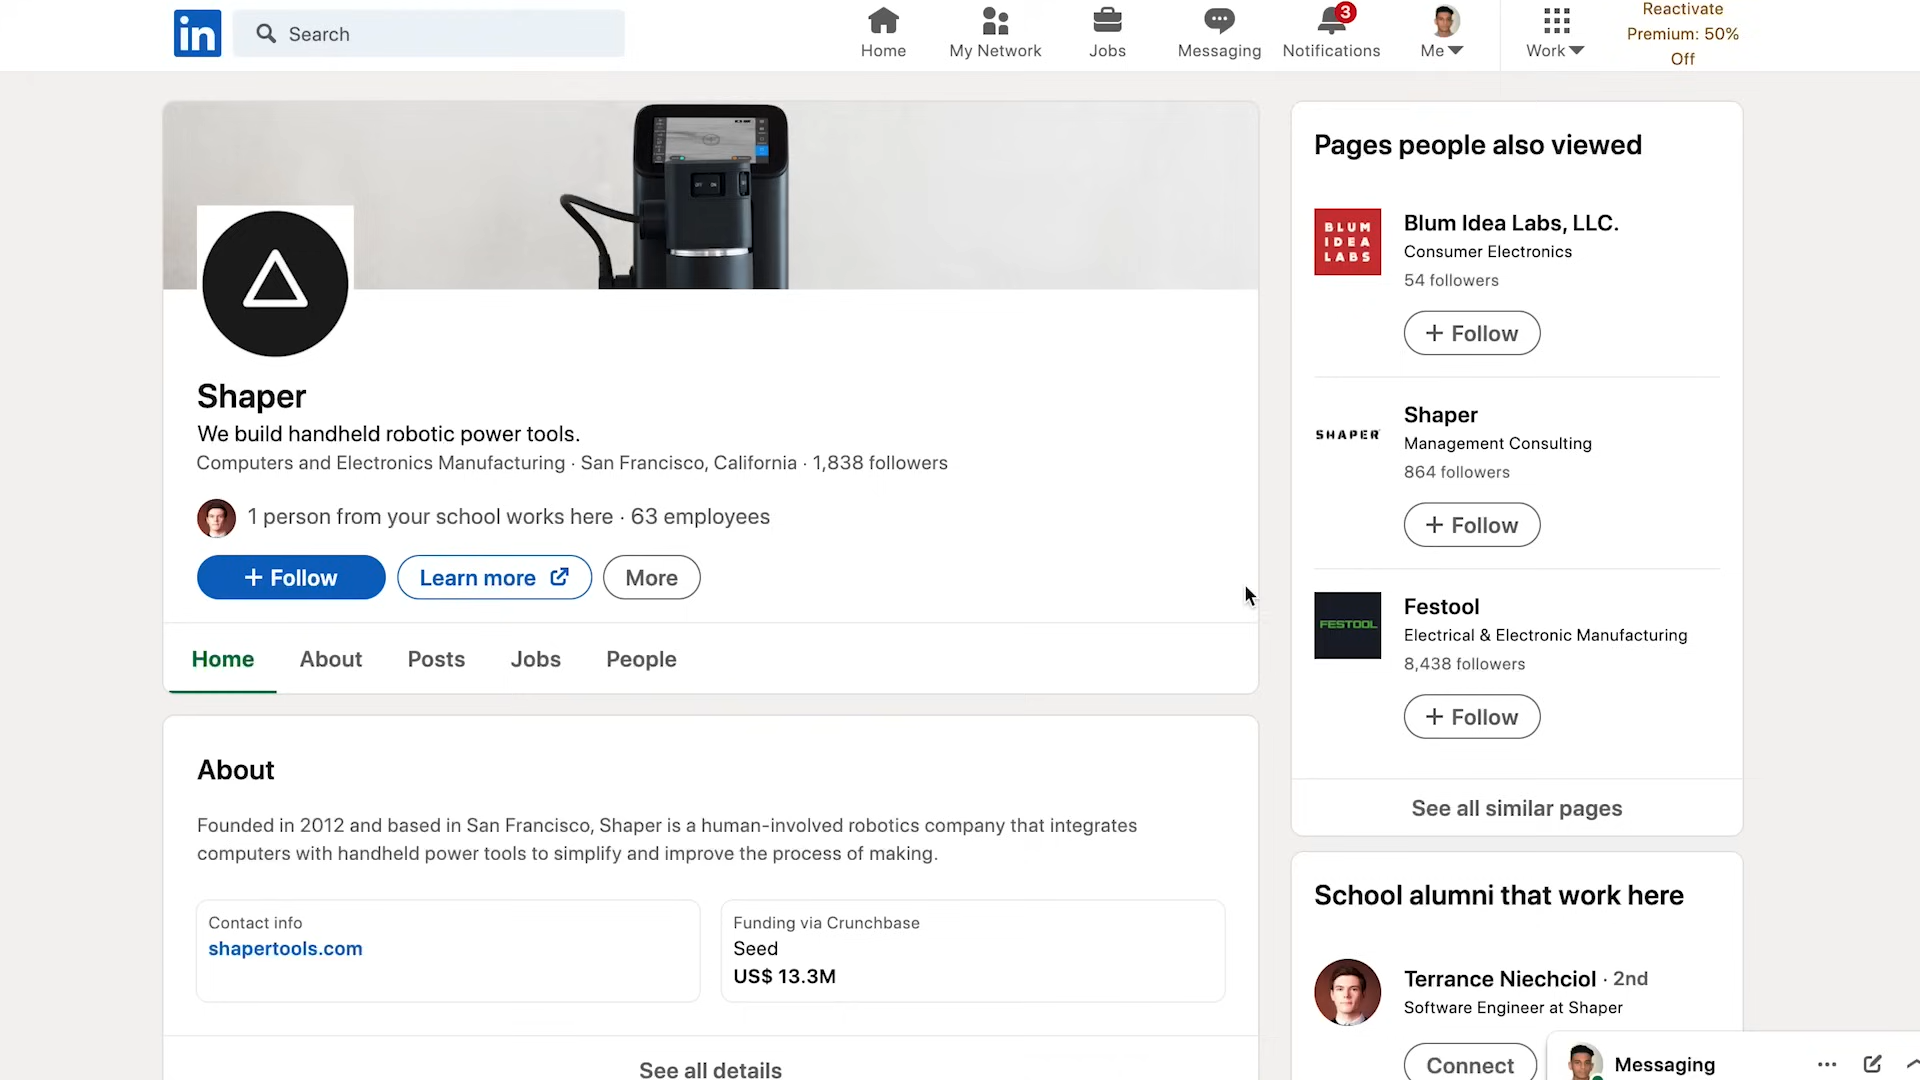 in
Search
Home
My Network
Jobs
Messaging
3
Notifications
Me
Work
Reactivate
Premium: 50%
Off
Shaper
We build handheld robotic power tools.
Computers and Electronics Manufacturing · San Francisco, California · 1,838 followers
1 person from your school works here · 63 employees
+ Follow
Learn more
More
Home
About
Posts
Jobs
People
About
Founded in 2012 and based in San Francisco, Shaper is a human-involved robotics company that integrates
computers with handheld power tools to simplify and improve the process of making.
Contact info
shapertools.com
Funding via Crunchbase
Seed
US$ 13.3M
See all details
Pages people also viewed
BLUM
IDEA
LABS
Blum Idea Labs, LLC.
Consumer Electronics
54 followers
+ Follow
SHAPER
Shaper
Management Consulting
864 followers
+ Follow
FESTOOL
Festool
Electrical & Electronic Manufacturing
8,438 followers
+ Follow
See all similar pages
School alumni that work here
Terrance Niechciol · 2nd
Software Engineer at Shaper
Connect
Messaging